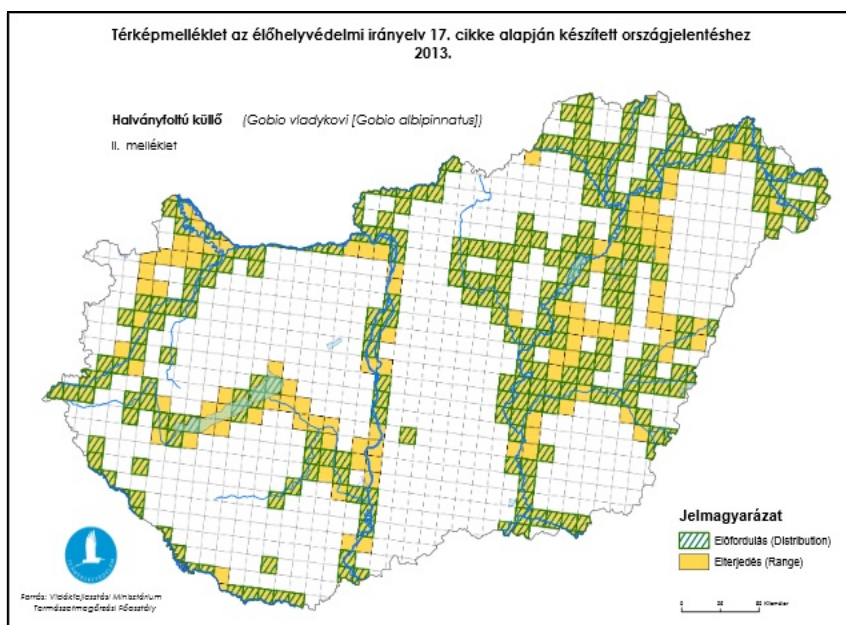 Térképmelléklet az élőhelyvédelmi irányelv 17. cikke alapján készített országjelentéshez
2013.
Halványfoltú küllő (Gobio vladykovi [Gobio albipinnatus])
II. melléklet
Jelmagyarázat
Előfordulás (Distribution)
Elterjedés (Range)
Forrás: Vidékfejlesztési Minisztérium
Természetmegőrzési Főosztály
Kilométer